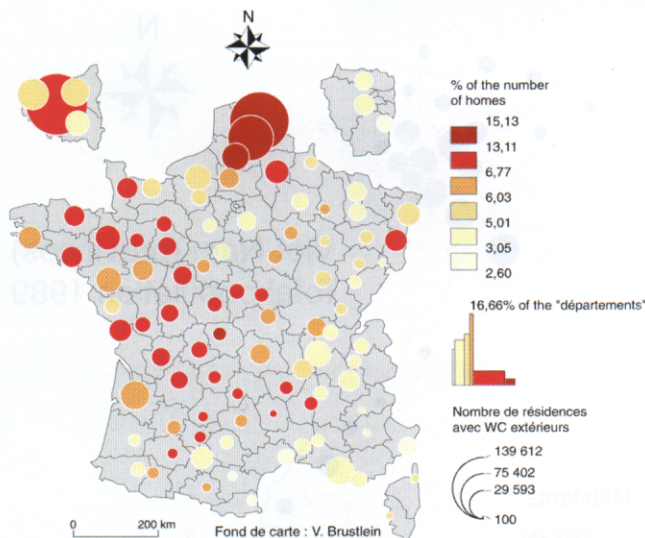 N
% of the number
of homes
15,13
13,11
6,77
6,03
5,01
3,05
2,60
16,66% of the "départements"
Nombre de résidences
avec WC extérieurs
139 612
75 402
29 593
100
0 200 km
Fond de carte : V. Brustlein